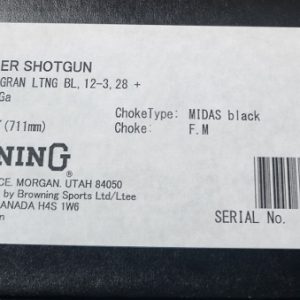 ER SHOTGUN
GRAN LTNG BL, 12-3, 28 +
Ga
ChokeType: MIDAS black
(711mm)
Choke: F.M
NING
CE. MORGAN, UTAH 84050
by Browning Sports Ltd/Ltee
ANADA H4S 1W6
n
SERIAL No.